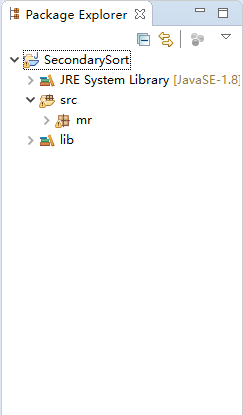 Package Explorer
SecondarySort
JRE System Library [JavaSE-1.8]
src
mr
lib